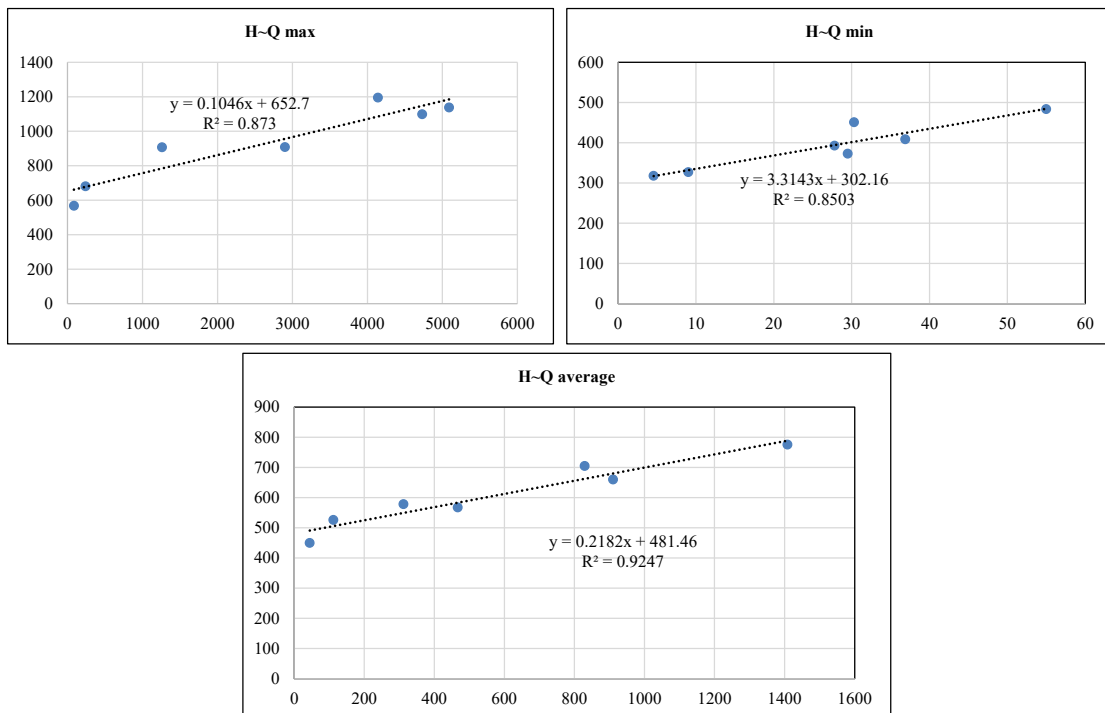 H~Q max
1400
1200
1000
800
600
400
200
0
y = 0.1046x + 652.7
R² = 0.873
0 1000 2000 3000 4000 5000 6000
H~Q min
600
500
400
300
200
100
0
y = 3.3143x + 302.16
R² = 0.8503
0 10 20 30 40 50 60
H~Q average
900
800
700
600
500
400
300
200
100
0
y = 0.2182x + 481.46
R² = 0.9247
0 200 400 600 800 1000 1200 1400 1600